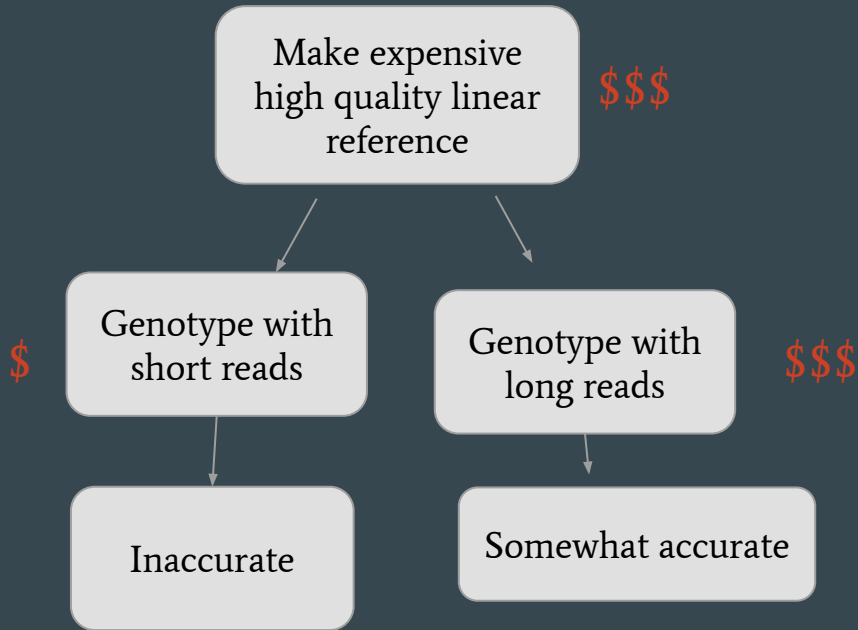 Make expensive
high quality linear
reference
$$$
$
Genotype with
short reads
Genotype with
long reads
$$$
Inaccurate
Somewhat accurate